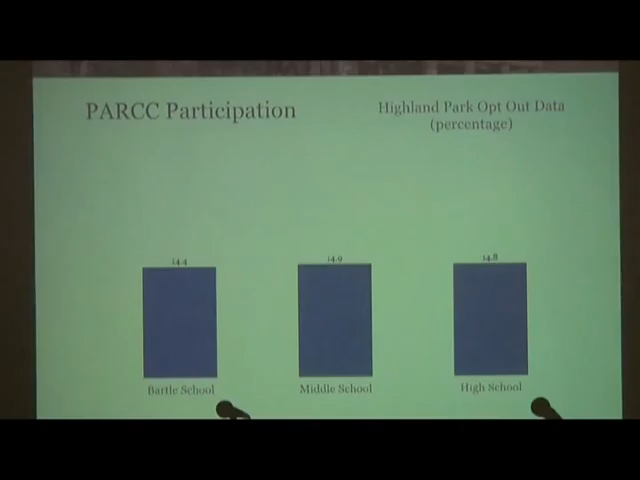 PARCC Participation
Highland Park Opt Out Data
(percentage)
14.4
14.9
14.8
Bartle School
Middle School
High School